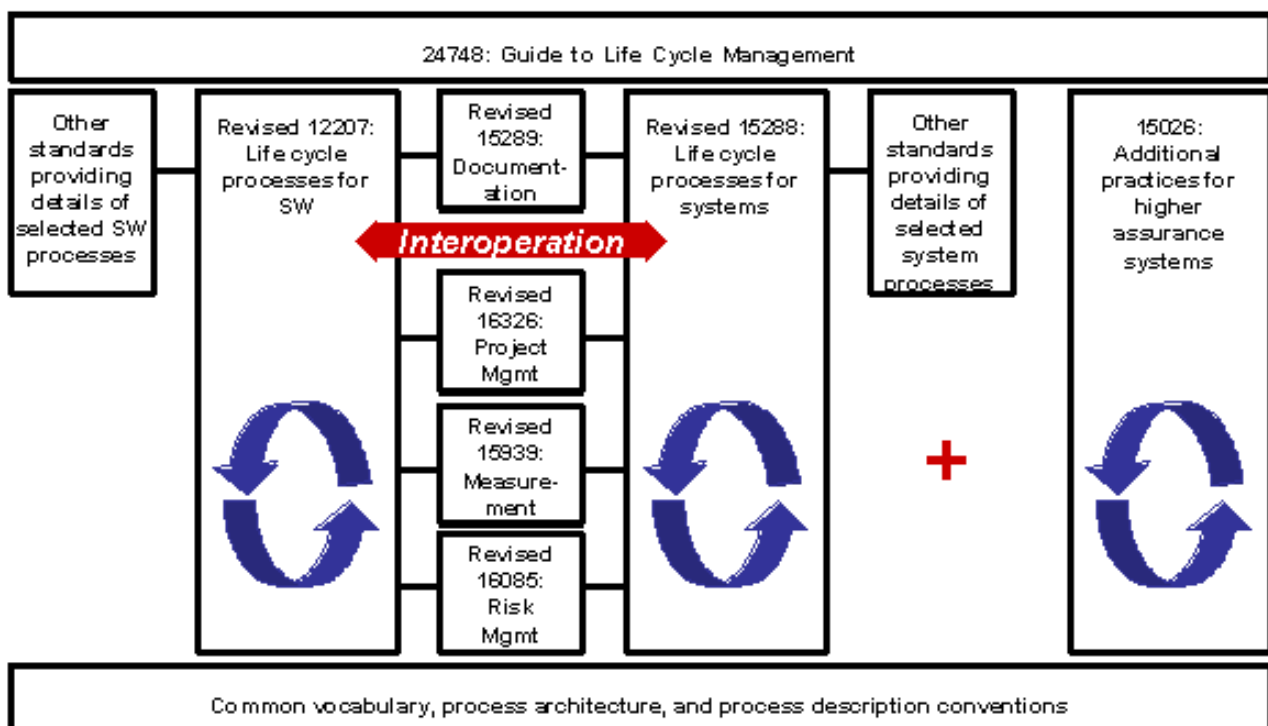 24748: Guide to Life Cycle Management
Other
standards
providing
details of
selected SW
processes
Revised 12207:
Life cycle
processes for
SW
Revised
15289:
Document-
ation
Revised 15288:
Life cycle
processes for
systems
Other
standards
providing
details of
selected
system
processes
15026:
Additional
practices for
higher
assurance
systems
Interoperation
Revised
16326:
Project
Mgmt
Revised
15939:
Measure-
ment
+
Revised
16085:
Risk
Mgmt
Common vocabulary, process architecture, and process description conventions